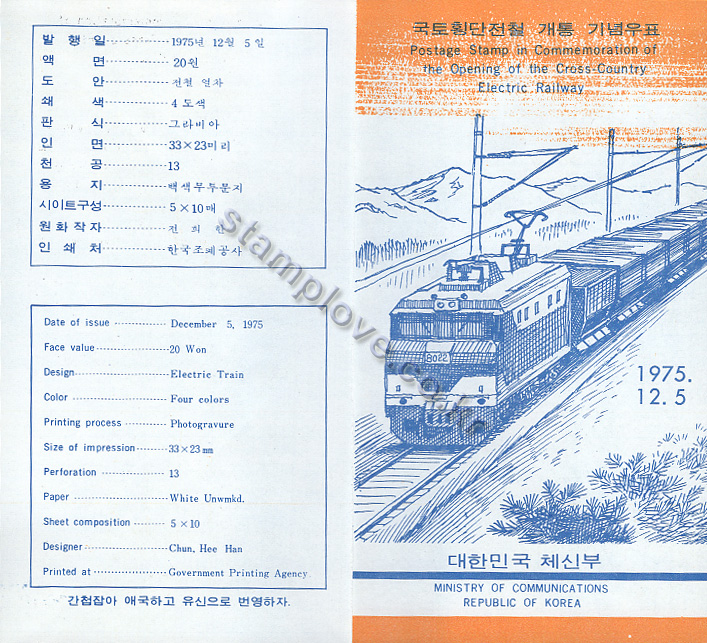 발 행 일 1975년 12월 5일
액 면 20원
도 안 전철 열차
쇄 색 4 도색
판 식 그라비아
인 면 33×23미리
천 공 13
용 지 백색무투문지
시이트구성 5×10매
원 화 작 자 전 희 한
인 쇄 처 한국조폐공사
Date of issue December 5, 1975
Face value 20 Won
Design Electric Train
Color Four colors
Printing process Photogravure
Size of impression 33×23㎜
Perforation 13
Paper White Unwmkd.
Sheet composition 5×10
Designer Chun, Hee Han
Printed at Government Printing Agency.
간첩잡아 애국하고 유신으로 번영하자.
국토횡단전철 개통 기념우표
Postage Stamp in Commemoration of
the Opening of the Cross-Country
Electric Railway
8022
1975.
12. 5
대한민국 체신부
MINISTRY OF COMMUNICATIONS
REPUBLIC OF KOREA
stamplove.co.kr